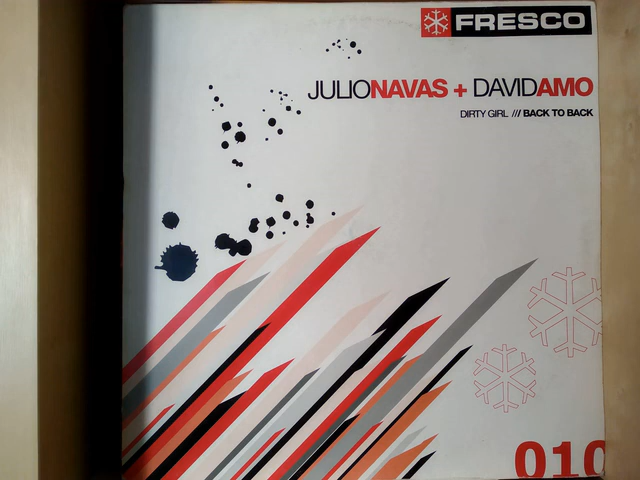 FRESCO
JULIONAVAS + DAVIDAMO
DIRTY GIRL /// BACK TO BACK
010